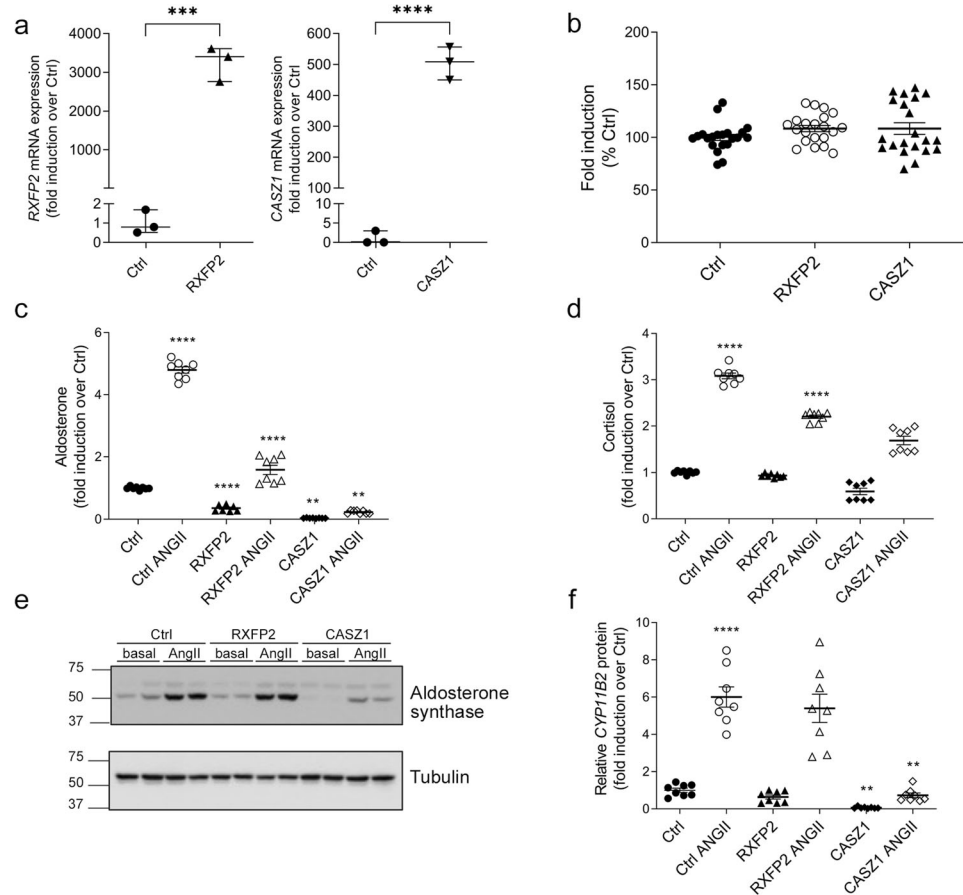 a
***
RXFP2 mRNA expression
(fold induction over Ctrl)
4000
3000
2000
1000
2
1
0
Ctrl
RXFP2
****
CASZ1 mRNA expression
fold induction over Ctrl)
600
500
400
300
200
100
10
5
0
Ctrl
CASZ1
b
Fold induction
(% Ctrl)
200
150
100
50
0
Ctrl
RXFP2
CASZ1
c
Aldosterone
(fold induction over Ctrl)
6
4
2
0
****
****
****
**
**
Ctrl
Ctrl ANGII
RXFP2
RXFP2 ANGII
CASZ1
CASZ1 ANGII
d
Cortisol
(fold induction over Ctrl)
4
3
2
1
0
****
****
Ctrl
Ctrl ANGII
RXFP2
RXFP2 ANGII
CASZ1
CASZ1 ANGII
e
Ctrl RXFP2 CASZ1
basal AngII basal AngII basal AngII
75
50
37
Aldosterone
synthase
75
50
37
Tubulin
f
Relative CYP11B2 protein
(fold induction over Ctrl)
10
8
6
4
2
0
****
**
**
Ctrl
Ctrl ANGII
RXFP2
RXFP2 ANGII
CASZ1
CASZ1 ANGII